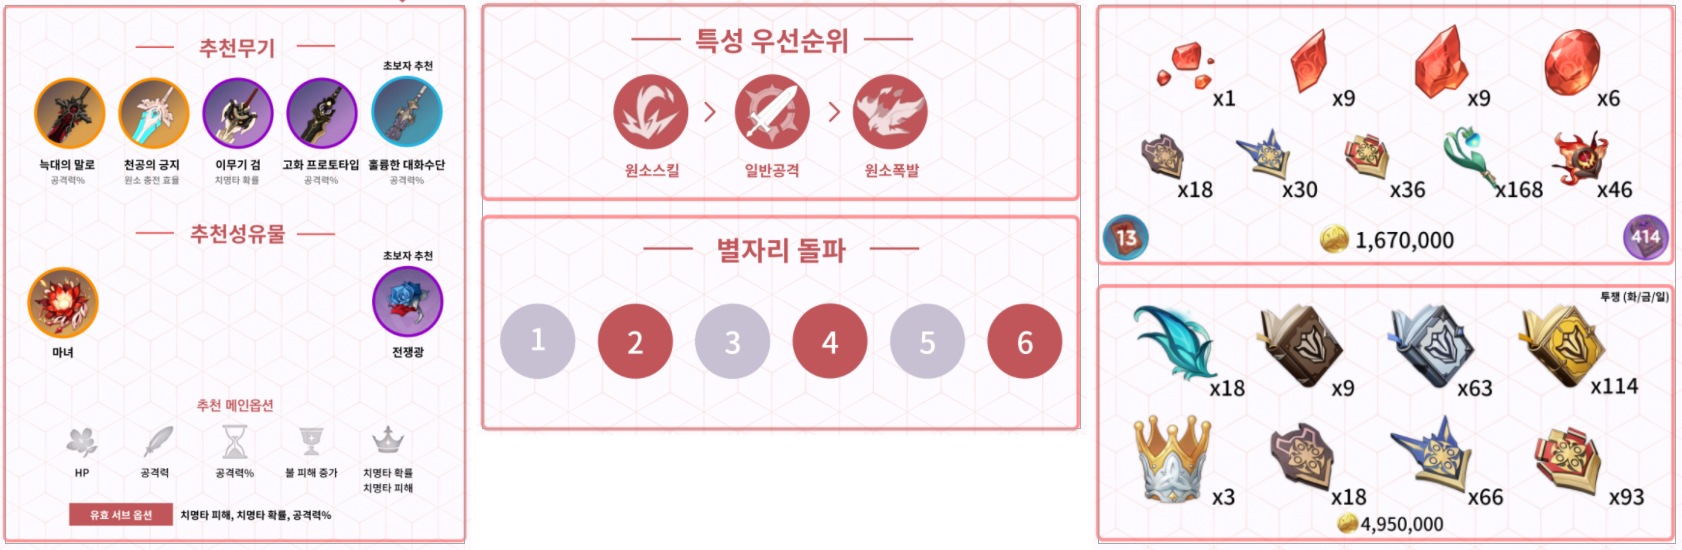 추천무기
초보자 추천
늑대의 말로
천공의 긍지
이무기 검
고화 프로토타입
훌륭한 대화수단
공격력%
원소 충전 효율
치명타 확률
공격력%
공격력%
추천성유물
초보자 추천
마녀
전쟁광
추천 메인옵션
HP
공격력
공격력%
불 피해 증가
치명타 확률
치명타 피해
유효 서브 옵션
치명타 피해, 치명타 확률, 공격력%
특성 우선순위
원소스킬
일반공격
원소폭발
별자리 돌파
1 2 3 4 5 6
x1 x9 x9 x6
x18 x30 x36 x168 x46
13
1,670,000
414
투쟁 (화/금/일)
x18 x9 x63 x114
x3 x18 x66 x93
4,950,000